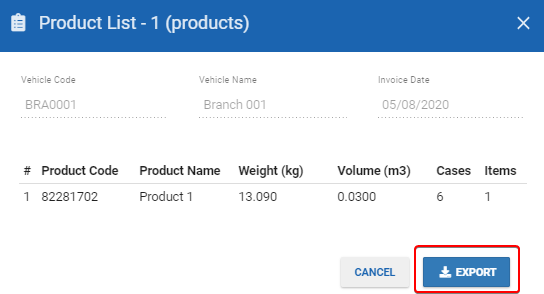 Product List - 1 (products)
Vehicle Code Vehicle Name Invoice Date
BRA0001 Branch 001 05/08/2020
# Product Code Product Name Weight (kg) Volume (m3) Cases Items
1 82281702 Product 1 13.090 0.0300 6 1
CANCEL EXPORT